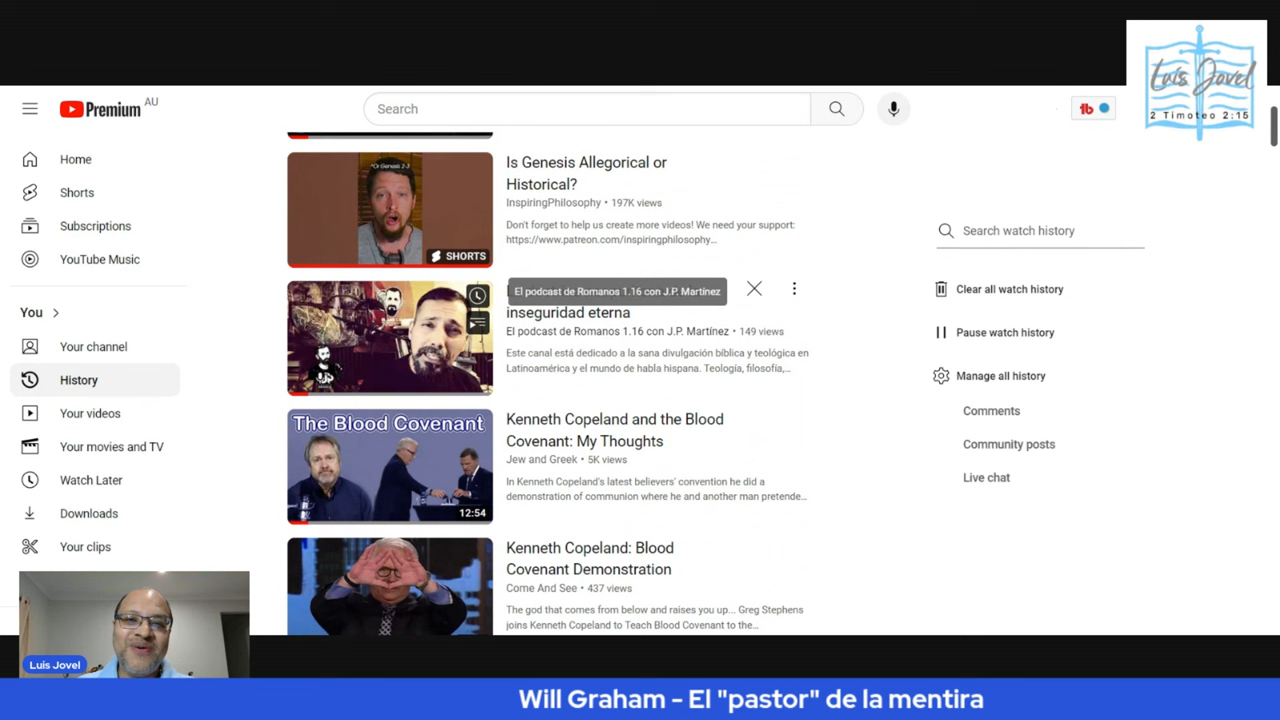 Luis Jovel
2 Timoteo 2:15
Premium AU
Search
Home
Shorts
Subscriptions
YouTube Music
You
Your channel
History
Your videos
Your movies and TV
Watch Later
Downloads
Your clips
"Or Genesis 2-3
SHORTS
Is Genesis Allegorical or
Historical?
InspiringPhilosophy • 197K views
Don't forget to help us create more videos! We need your support:
https://www.patreon.com/inspiringphilosophy...
El podcast de Romanos 1.16 con J.P. Martínez
inseguridad eterna
El podcast de Romanos 1.16 con J.P. Martínez • 149 views
Este canal está dedicado a la sana divulgación bíblica y teológica en
Latinoamérica y el mundo de habla hispana. Teología, filosofía,...
The Blood Covenant
12:54
Kenneth Copeland and the Blood
Covenant: My Thoughts
Jew and Greek • 5K views
In Kenneth Copeland's latest believers' convention he did a
demonstration of communion where he and another man pretende...
Kenneth Copeland: Blood
Covenant Demonstration
Come And See • 437 views
The god that comes from below and raises you up... Greg Stephens
joins Kenneth Copeland to Teach Blood Covenant to the...
Search watch history
Clear all watch history
Pause watch history
Manage all history
Comments
Community posts
Live chat
Luis Jovel
Will Graham - El "pastor" de la mentira